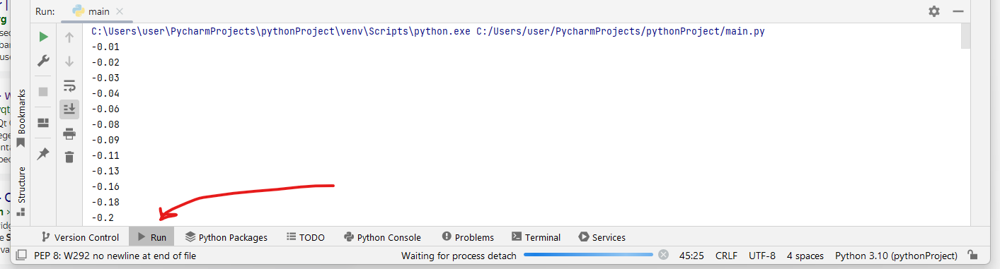 Run: main
C:\Users\user\PycharmProjects\pythonProject\venv\Scripts\python.exe C:/Users/user/PycharmProjects/pythonProject/main.py
-0.01
-0.02
-0.03
-0.04
-0.06
-0.08
-0.09
-0.11
-0.13
-0.16
-0.18
-0.2
Bookmarks
Structure
Version Control Run Python Packages TODO Python Console Problems Terminal Services
PEP 8: W292 no newline at end of file Waiting for process detach 45:25 CRLF UTF-8 4 spaces Python 3.10 (pythonProject)